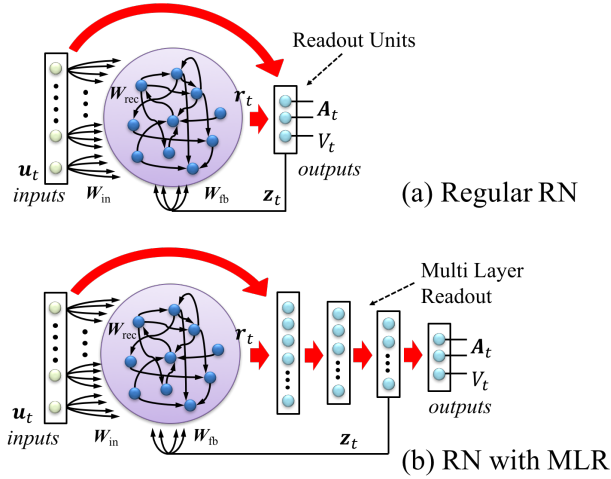 Readout Units
W_rec
r_t
A_t
V_t
u_t
inputs
W_in
W_fb
z_t
outputs
(a) Regular RN
Multi Layer
Readout
W_rec
r_t
A_t
V_t
u_t
inputs
W_in
W_fb
z_t
outputs
(b) RN with MLR